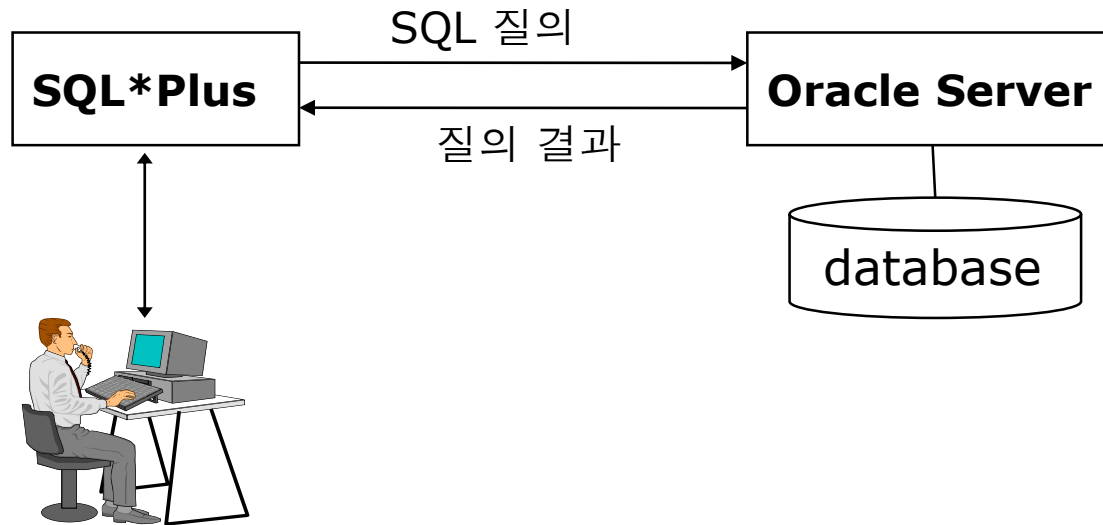 SQL 질의
SQL*Plus
Oracle Server
질의 결과
database